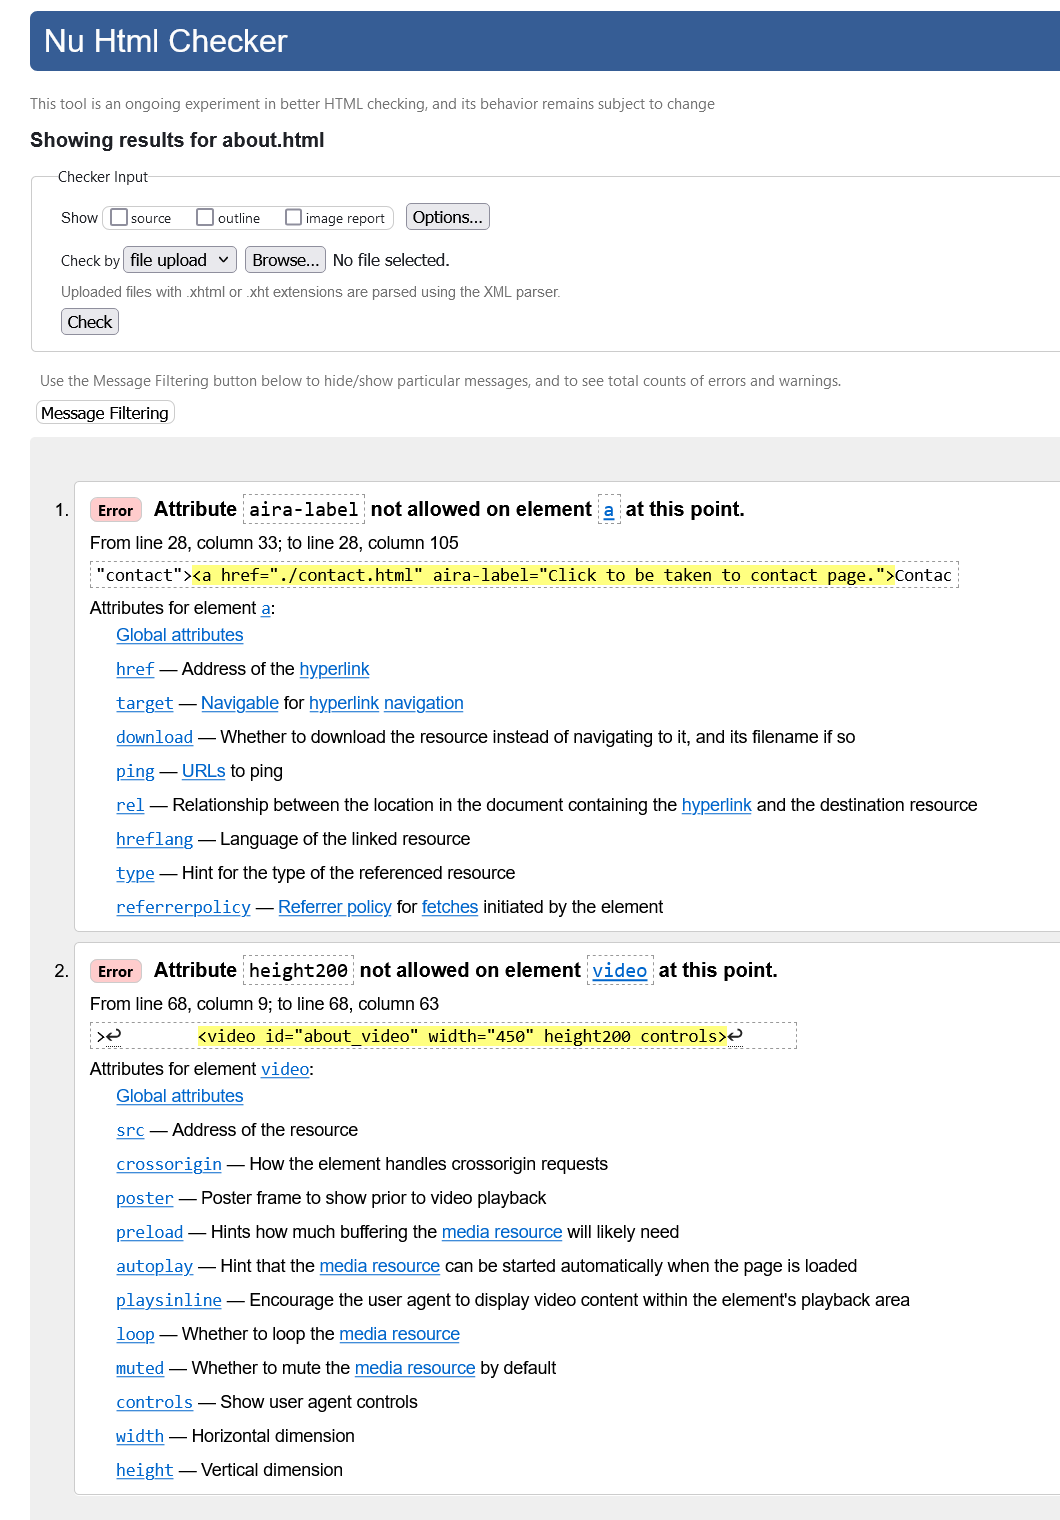 Nu Html Checker
This tool is an ongoing experiment in better HTML checking, and its behavior remains subject to change
Showing results for about.html
Checker Input
Show source outline image report Options...
Check by file upload Browse... No file selected.
Uploaded files with .xhtml or .xht extensions are parsed using the XML parser.
Check
Use the Message Filtering button below to hide/show particular messages, and to see total counts of errors and warnings.
Message Filtering
1. Error Attribute aira-label not allowed on element a at this point.
From line 28, column 33; to line 28, column 105
"contact"><a href="./contact.html" aira-label="Click to be taken to contact page.">Contac
Attributes for element a:
Global attributes
href — Address of the hyperlink
target — Navigable for hyperlink navigation
download — Whether to download the resource instead of navigating to it, and its filename if so
ping — URLs to ping
rel — Relationship between the location in the document containing the hyperlink and the destination resource
hreflang — Language of the linked resource
type — Hint for the type of the referenced resource
referrerpolicy — Referrer policy for fetches initiated by the element
2. Error Attribute height200 not allowed on element video at this point.
From line 68, column 9; to line 68, column 63
>↩ <video id="about_video" width="450" height200 controls>↩
Attributes for element video:
Global attributes
src — Address of the resource
crossorigin — How the element handles crossorigin requests
poster — Poster frame to show prior to video playback
preload — Hints how much buffering the media resource will likely need
autoplay — Hint that the media resource can be started automatically when the page is loaded
playsinline — Encourage the user agent to display video content within the element's playback area
loop — Whether to loop the media resource
muted — Whether to mute the media resource by default
controls — Show user agent controls
width — Horizontal dimension
height — Vertical dimension